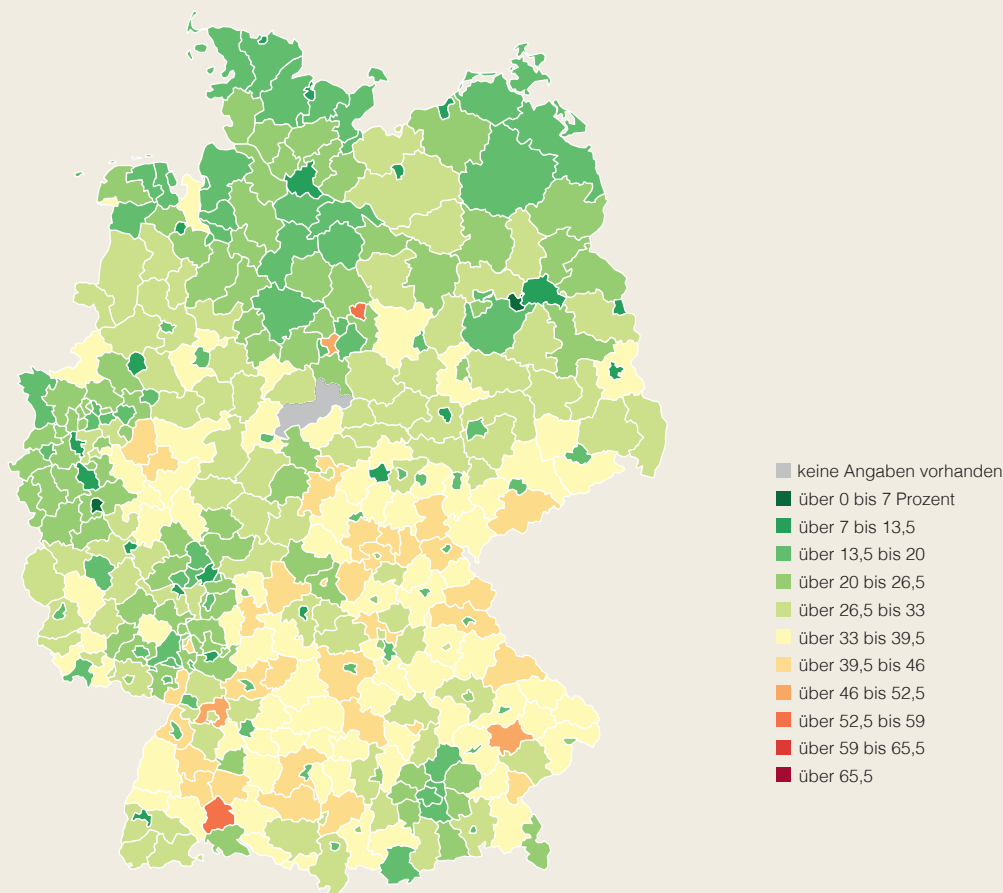 keine Angaben vorhanden
über 0 bis 7 Prozent
über 7 bis 13,5
über 13,5 bis 20
über 20 bis 26,5
über 26,5 bis 33
über 33 bis 39,5
über 39,5 bis 46
über 46 bis 52,5
über 52,5 bis 59
über 59 bis 65,5
über 65,5